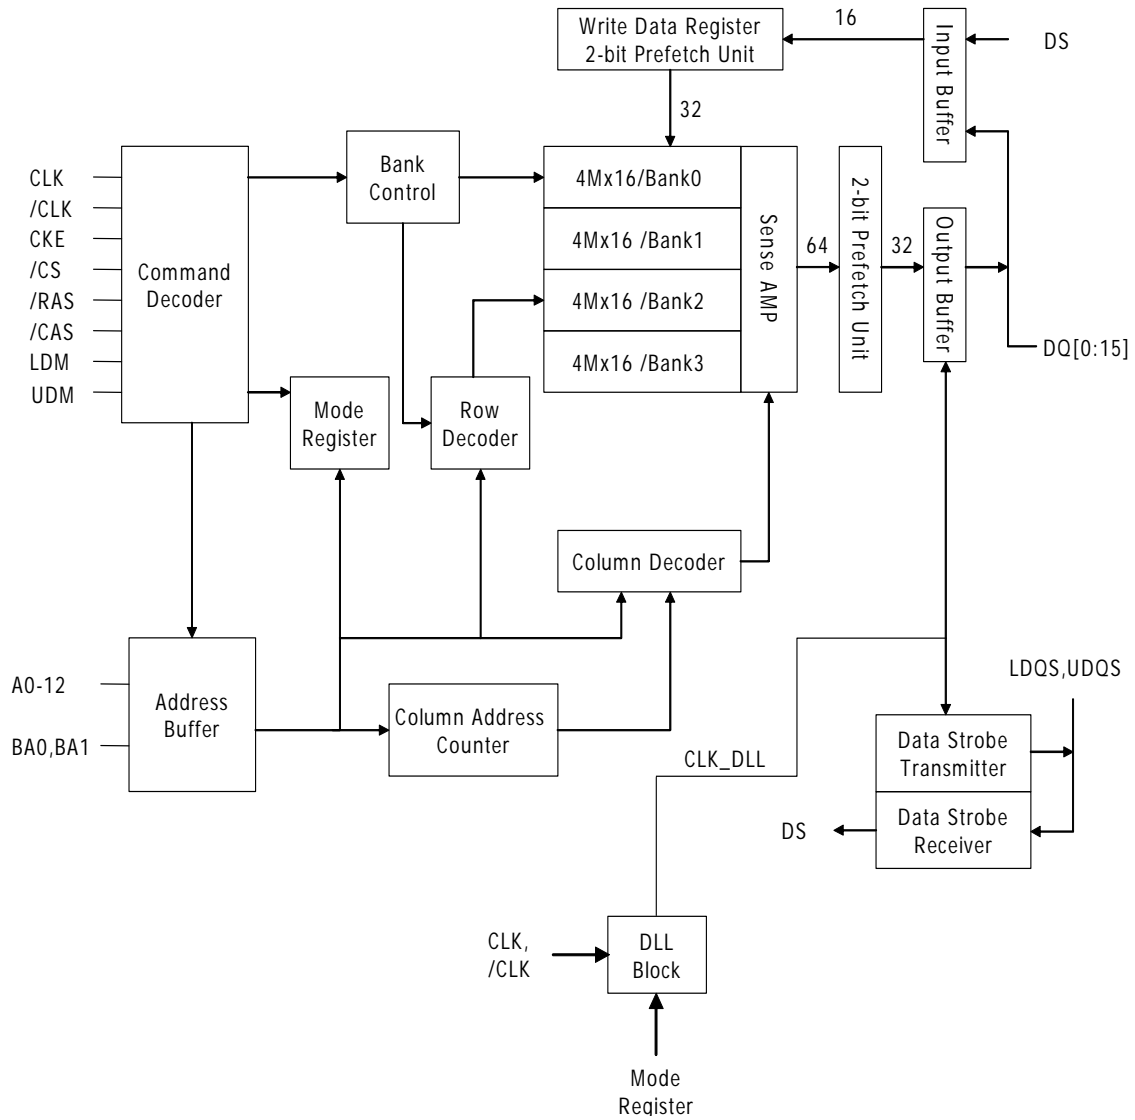 Write Data Register
2-bit Prefetch Unit
16
Input Buffer
DS
32
Bank
Control
CLK
/CLK
CKE
/CS
/RAS
/CAS
LDM
UDM
Command
Decoder
4Mx16/Bank0
4Mx16 /Bank1
4Mx16 /Bank2
4Mx16 /Bank3
Sense AMP
64
2-bit Prefetch Unit
32
Output Buffer
DQ[0:15]
Mode
Register
Row
Decoder
Column Decoder
A0-12
BA0,BA1
Address
Buffer
Column Address
Counter
LDQS,UDQS
CLK_DLL
Data Strobe
Transmitter
Data Strobe
Receiver
DS
CLK,
/CLK
DLL
Block
Mode
Register